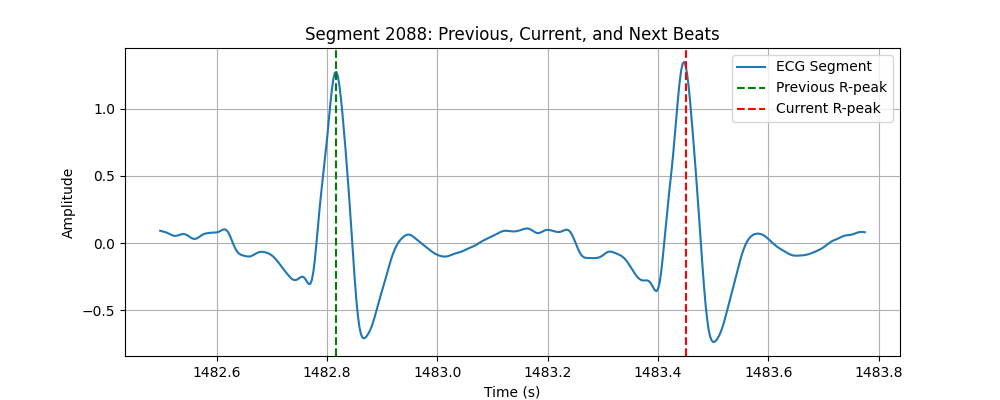 Segment 2088: Previous, Current, and Next Beats
ECG Segment
Previous R-peak
Current R-peak
1.0
0.5
0.0
−0.5
Amplitude
1482.6 1482.8 1483.0 1483.2 1483.4 1483.6 1483.8
Time (s)